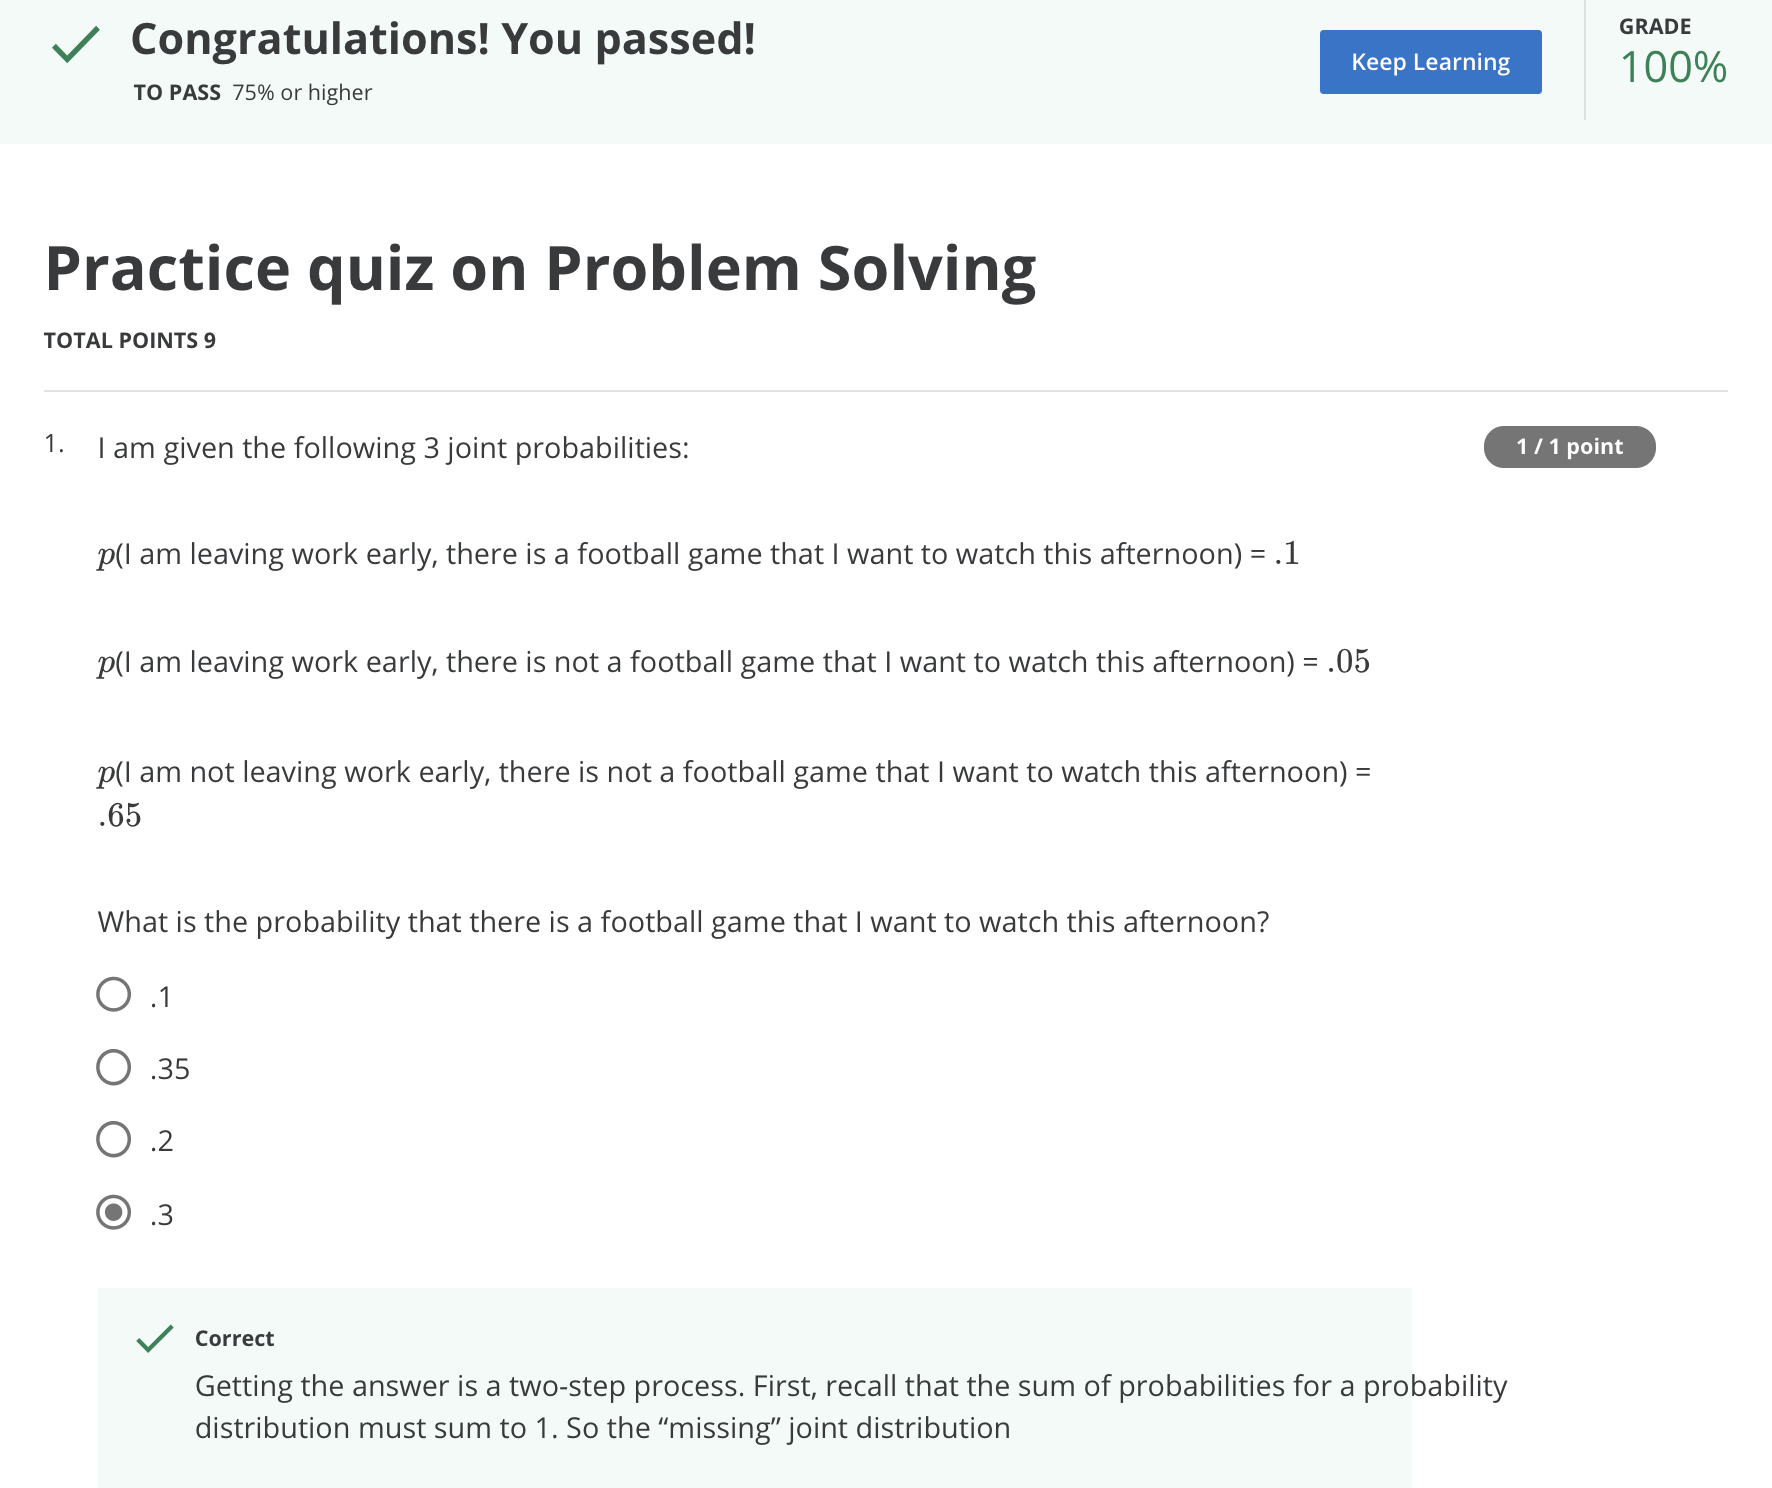 Congratulations! You passed!
TO PASS 75% or higher
Keep Learning
GRADE
100%
Practice quiz on Problem Solving
TOTAL POINTS 9
1. I am given the following 3 joint probabilities:
1 / 1 point
p(I am leaving work early, there is a football game that I want to watch this afternoon) = .1
p(I am leaving work early, there is not a football game that I want to watch this afternoon) = .05
p(I am not leaving work early, there is not a football game that I want to watch this afternoon) =
.65
What is the probability that there is a football game that I want to watch this afternoon?
.1
.35
.2
.3
Correct
Getting the answer is a two-step process. First, recall that the sum of probabilities for a probability
distribution must sum to 1. So the “missing” joint distribution